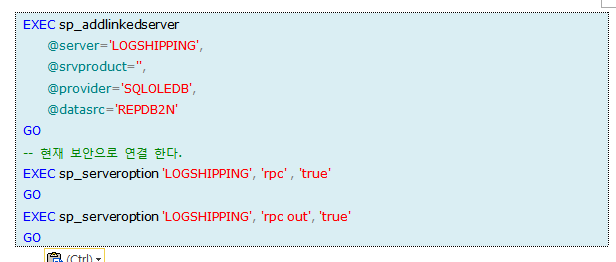 EXEC sp_addlinkedserver
@server='LOGSHIPPING',
@srvproduct='',
@provider='SQLOLEDB',
@datasrc='REPDB2N'
GO
-- 현재 보안으로 연결 한다.
EXEC sp_serveroption 'LOGSHIPPING', 'rpc' , 'true'
GO
EXEC sp_serveroption 'LOGSHIPPING', 'rpc out', 'true'
GO
(Ctrl)